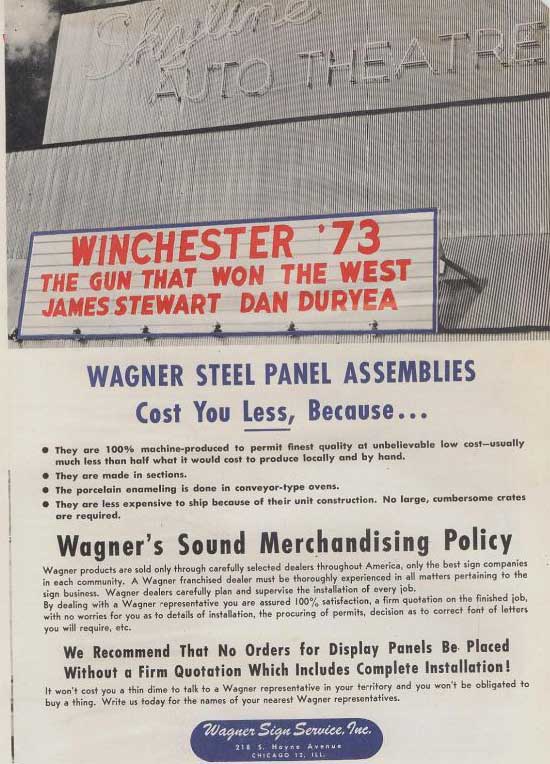 Skyline
AUTO THEATRE
WINCHESTER '73
THE GUN THAT WON THE WEST
JAMES STEWART DAN DURYEA
WAGNER STEEL PANEL ASSEMBLIES
Cost You Less, Because...
● They are 100% machine-produced to permit finest quality at unbelievable low cost—usually
much less than half what it would cost to produce locally and by hand.
● They are made in sections.
● The porcelain enameling is done in conveyor-type ovens.
● They are less expensive to ship because of their unit construction. No large, cumbersome crates
are required.
Wagner's Sound Merchandising Policy
Wagner products are sold only through carefully selected dealers throughout America, only the best sign companies
in each community. A Wagner franchised dealer must be thoroughly experienced in all matters pertaining to the
sign business. Wagner dealers carefully plan and supervise the installation of every job.
By dealing with a Wagner representative you are assured 100% satisfaction, a firm quotation on the finished job,
with no worries for you as to details of installation, the procuring of permits, decision as to correct font of letters
you will require, etc.
We Recommend That No Orders for Display Panels Be Placed
Without a Firm Quotation Which Includes Complete Installation!
It won't cost you a thin dime to talk to a Wagner representative in your territory and you won't be obligated to
buy a thing. Write us today for the names of your nearest Wagner representatives.
Wagner Sign Service, Inc.
218 S. Hoyne Avenue
CHICAGO 12, ILL.